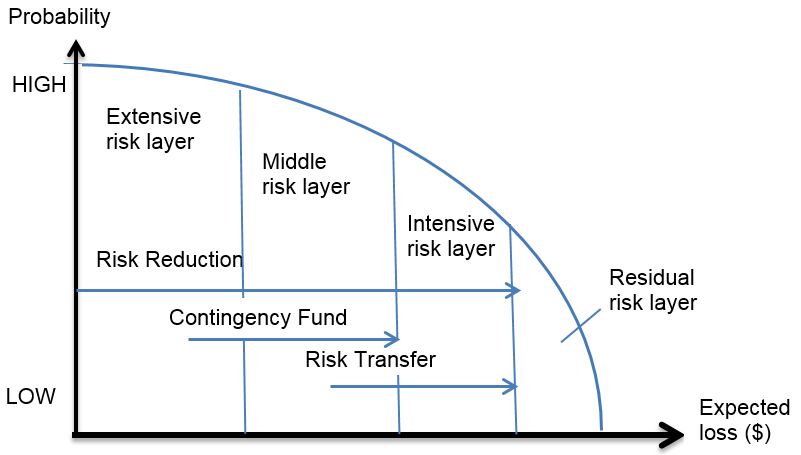 Probability
HIGH
Extensive
risk layer
Middle
risk layer
Intensive
risk layer
Risk Reduction
Residual
risk layer
Contingency Fund
Risk Transfer
LOW
Expected
loss ($)